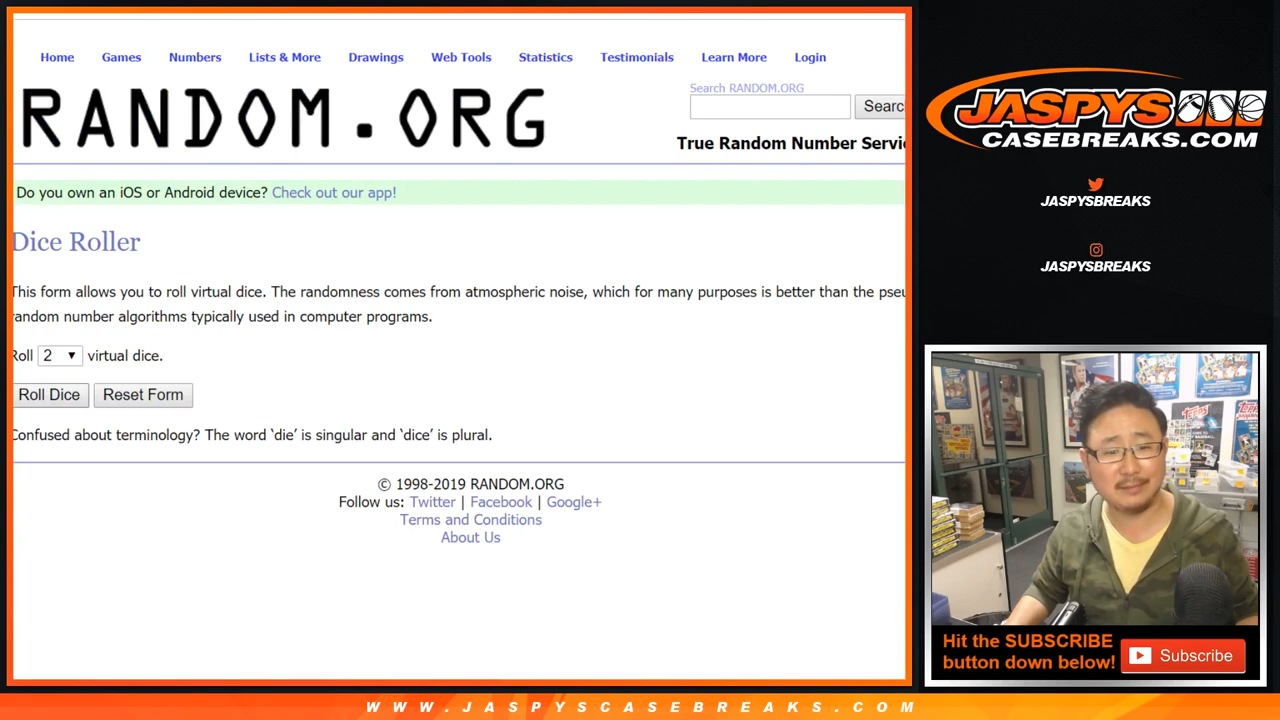 Home Games Numbers Lists & More Drawings Web Tools Statistics Testimonials Learn More Login
Search RANDOM.ORG
RANDOM.ORG
Searc
True Random Number Servi
Do you own an iOS or Android device? Check out our app!
Dice Roller
This form allows you to roll virtual dice. The randomness comes from atmospheric noise, which for many purposes is better than the pseu
random number algorithms typically used in computer programs.
Roll 2 virtual dice.
Roll Dice Reset Form
Confused about terminology? The word ‘die’ is singular and ‘dice’ is plural.
© 1998-2019 RANDOM.ORG
Follow us: Twitter | Facebook | Google+
Terms and Conditions
About Us
JASPYS
CASEBREAKS.COM
JASPYSBREAKS
JASPYSBREAKS
Hit the SUBSCRIBE
button down below!
Subscribe
WWW.JASPYSCASEBREAKS.COM